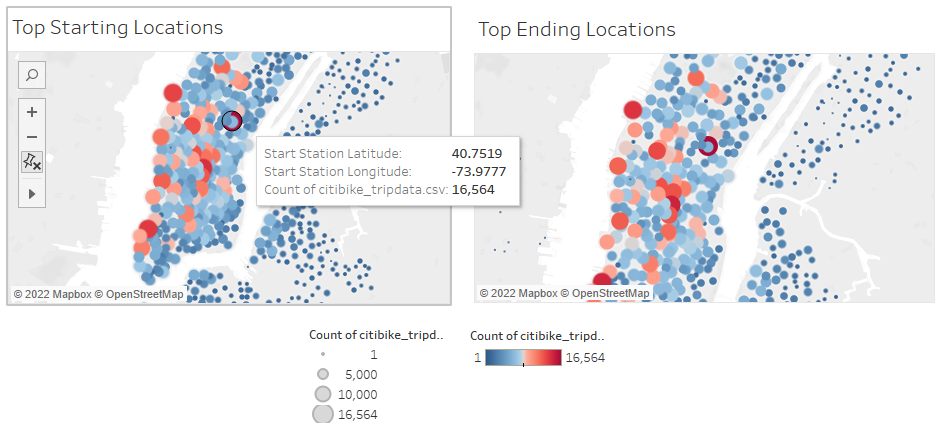 Top Starting Locations
Top Ending Locations
Start Station Latitude: 40.7519
Start Station Longitude: -73.9777
Count of citibike_tripdata.csv: 16,564
© 2022 Mapbox © OpenStreetMap
© 2022 Mapbox © OpenStreetMap
Count of citibike_tripd..
1
5,000
10,000
16,564
Count of citibike_tripd..
1 16,564